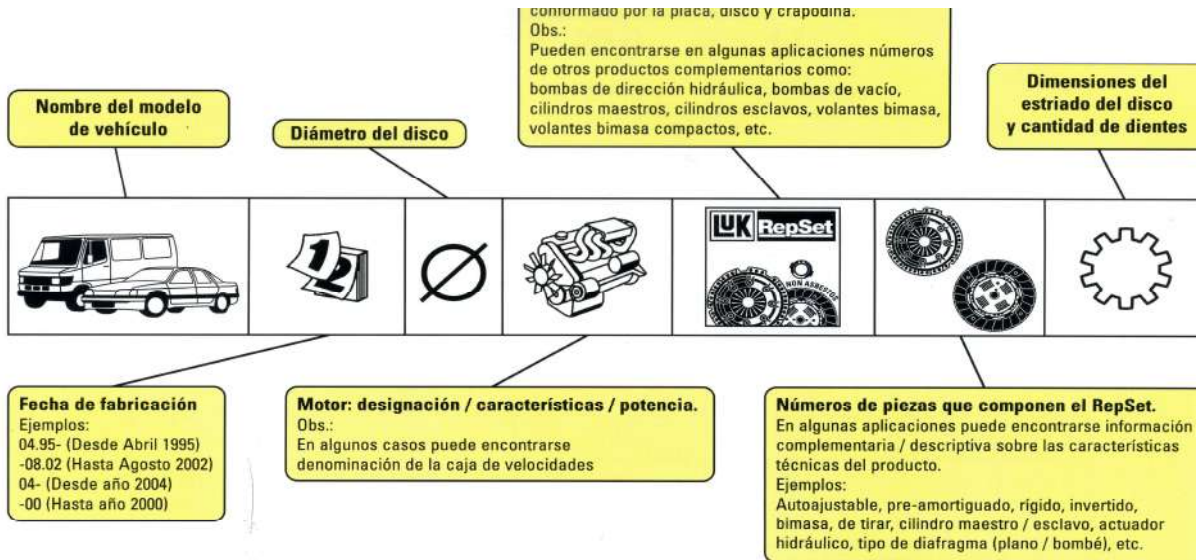 conformado por la placa, disco y crapodina.
Obs.:
Pueden encontrarse en algunas aplicaciones números
de otros productos complementarios como:
bombas de dirección hidráulica, bombas de vacío,
cilindros maestros, cilindros esclavos, volantes bimasa,
volantes bimasa compactos, etc.
Nombre del modelo
de vehículo
Diámetro del disco
Dimensiones del
estriado del disco
y cantidad de dientes
12
LUK RepSet
NON ASBESTOS
Fecha de fabricación
Ejemplos:
04.95- (Desde Abril 1995)
-08.02 (Hasta Agosto 2002)
04- (Desde año 2004)
-00 (Hasta año 2000)
Motor: designación / características / potencia.
Obs.:
En algunos casos puede encontrarse
denominación de la caja de velocidades
Números de piezas que componen el RepSet.
En algunas aplicaciones puede encontrarse información
complementaria / descriptiva sobre las características
técnicas del producto.
Ejemplos:
Autoajustable, pre-amortiguado, rígido, invertido,
bimasa, de tirar, cilindro maestro / esclavo, actuador
hidráulico, tipo de diafragma (plano / bombé), etc.